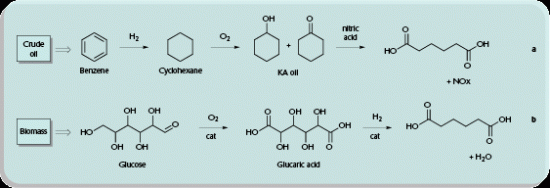 Crude
oil
H2
O2
OH
O
+
nitric
acid
O
OH
OH
O
a
Benzene
Cyclohexane
KA oil
+ NOx
Biomass
OH OH
HO O
OH OH
O2
cat
O OH OH
HO OH
OH OH O
H2
cat
O
HO OH
O
b
Glucose
Glucaric acid
+ H2O